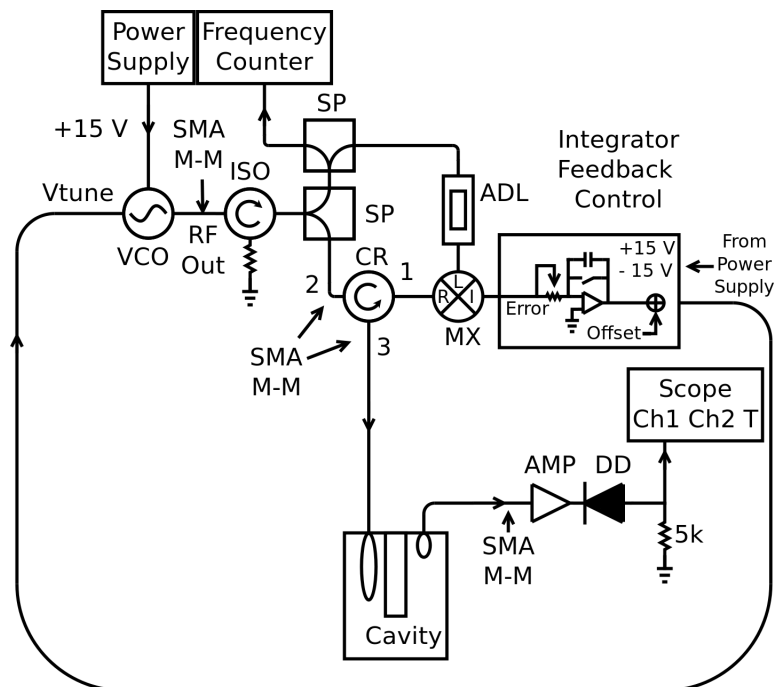 Power
Supply
Frequency
Counter
SP
+15 V
SMA
M-M
ISO
Integrator
Feedback
Control
ADL
Vtune
SP
VCO
RF
Out
CR
2
1
3
L
R
I
MX
+15 V
- 15 V
Error
Offset
From
Power
Supply
SMA
M-M
Scope
Ch1 Ch2 T
AMP
DD
5k
SMA
M-M
Cavity